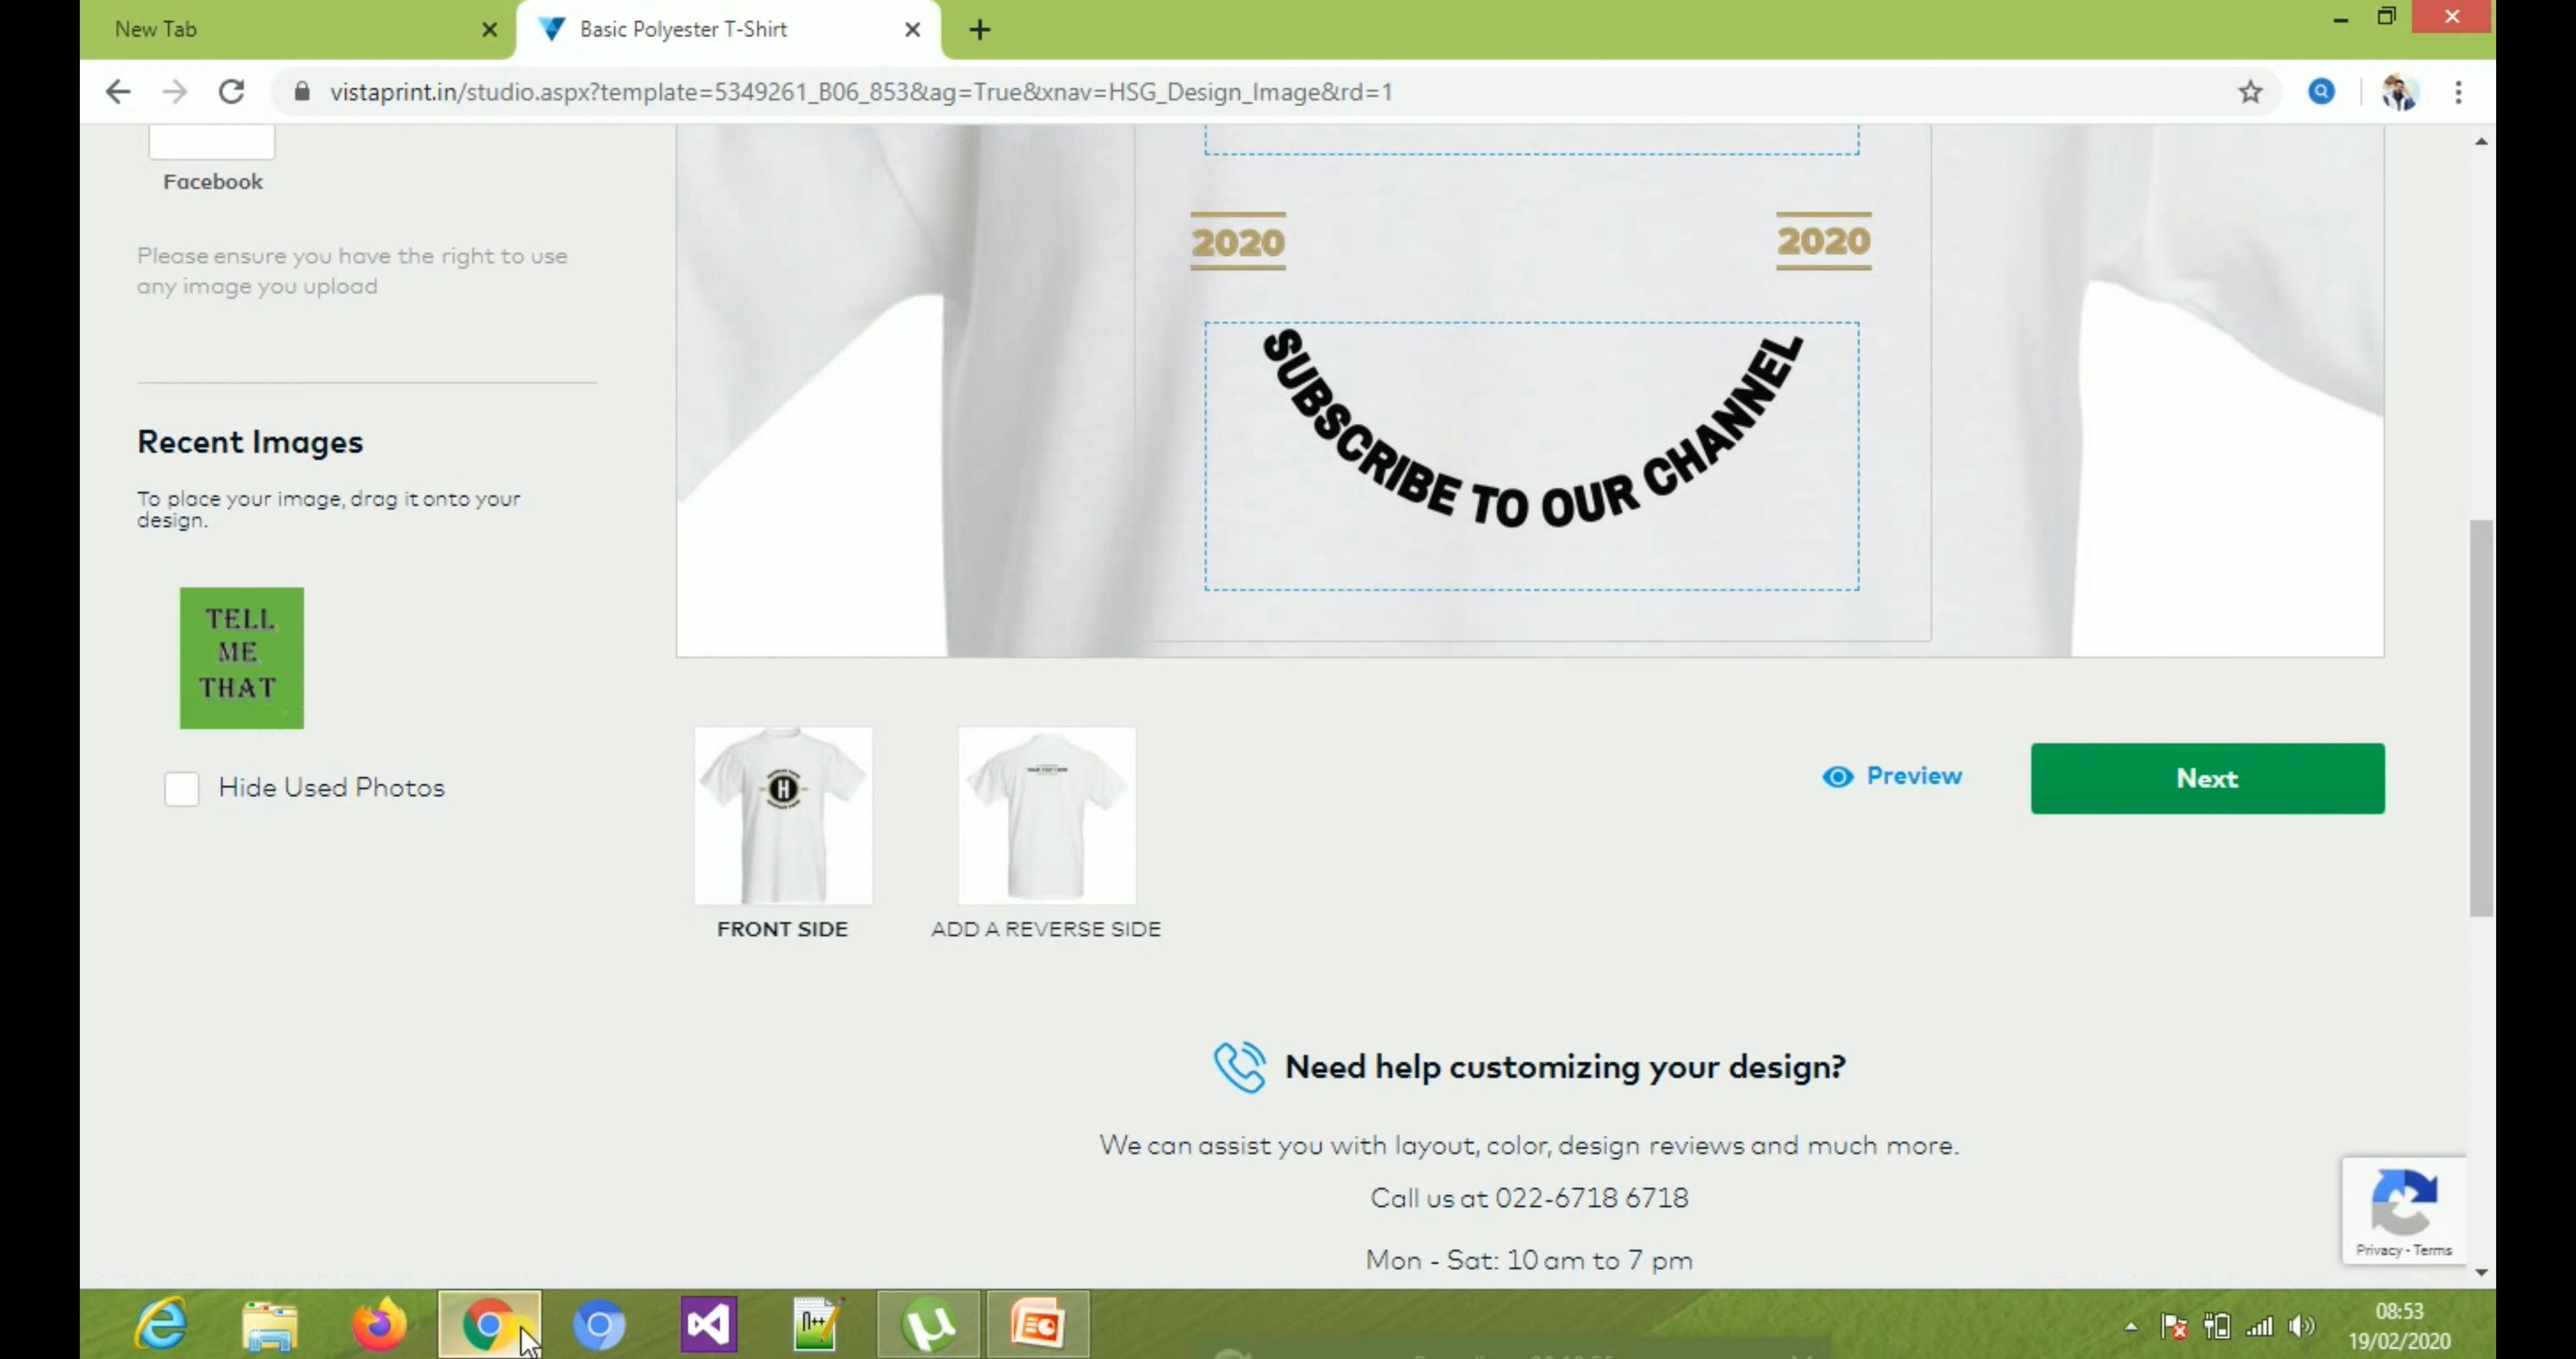 New Tab
Basic Polyester T-Shirt
vistaprint.in/studio.aspx?template=5349261_B06_853&ag=True&xnav=HSG_Design_Image&rd=1
Facebook
Please ensure you have the right to use
any image you upload
Recent Images
To place your image, drag it onto your
design.
TELL
ME
THAT
Hide Used Photos
2020
2020
SUBSCRIBE TO OUR CHANNEL
H
FRONT SIDE
ADD A REVERSE SIDE
Preview
Next
Need help customizing your design?
We can assist you with layout, color, design reviews and much more.
Call us at 022-6718 6718
Mon - Sat: 10 am to 7 pm
Privacy - Terms
08:53
19/02/2020